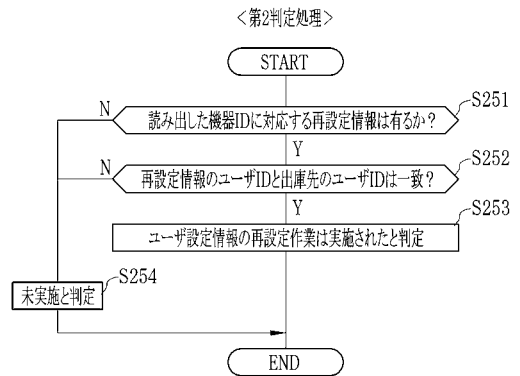 <第2判定処理>
START
S251
N
読み出した機器IDに対応する再設定情報は有るか?
Y
S252
N
再設定情報のユーザIDと出庫先のユーザIDは一致?
Y
S253
ユーザ設定情報の再設定作業は実施されたと判定
S254
未実施と判定
END